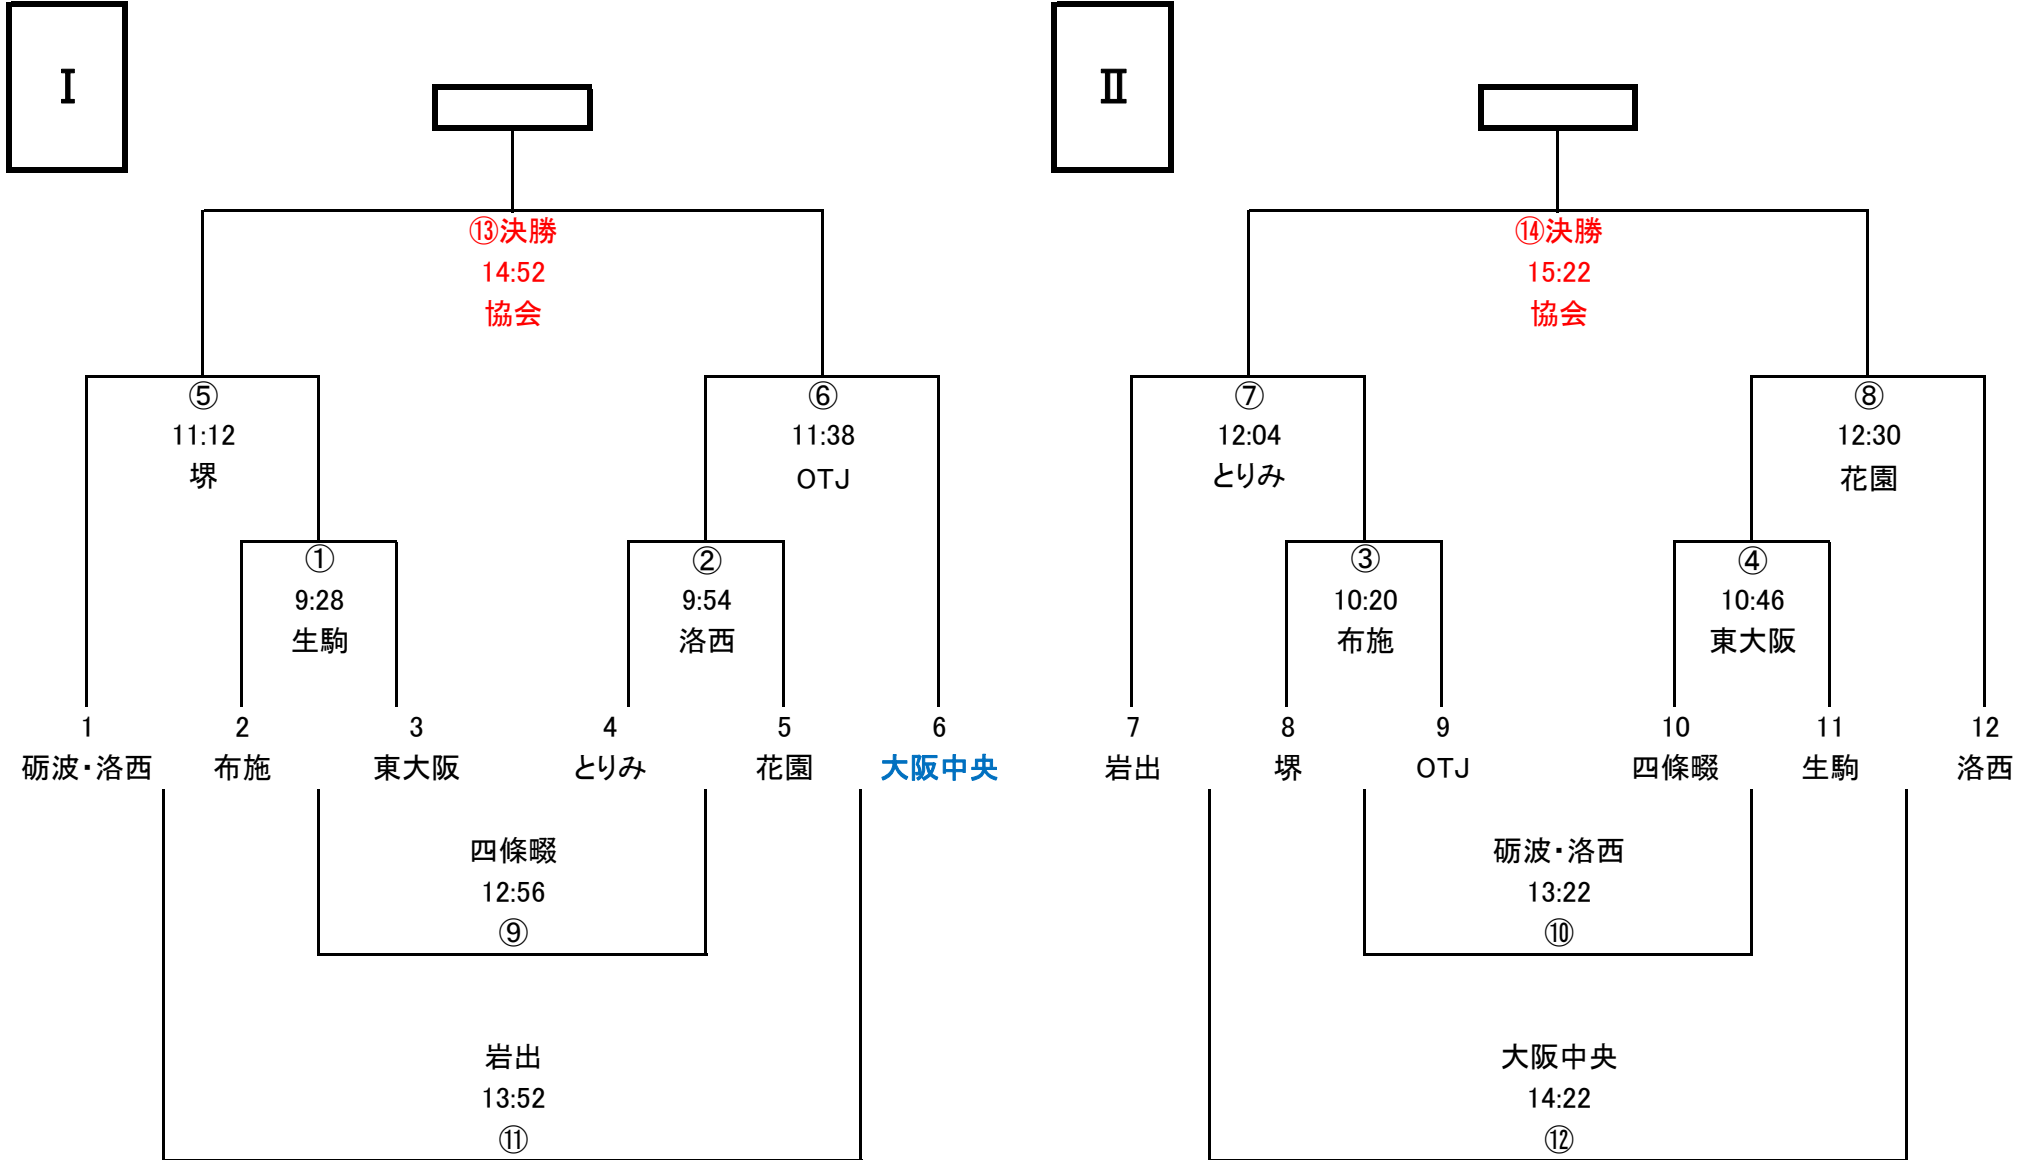 Ⅰ
⑬決勝
14:52
協会
⑤
11:12
堺
⑥
11:38
OTJ
①
9:28
生駒
②
9:54
洛西
1
2
3
4
5
6
砺波・洛西
布施
東大阪
とりみ
花園
大阪中央
四條畷
12:56
⑨
岩出
13:52
⑪
Ⅱ
⑭決勝
15:22
協会
⑦
12:04
とりみ
⑧
12:30
花園
③
10:20
布施
④
10:46
東大阪
7
8
9
10
11
12
岩出
堺
OTJ
四條畷
生駒
洛西
砺波・洛西
13:22
⑩
大阪中央
14:22
⑫